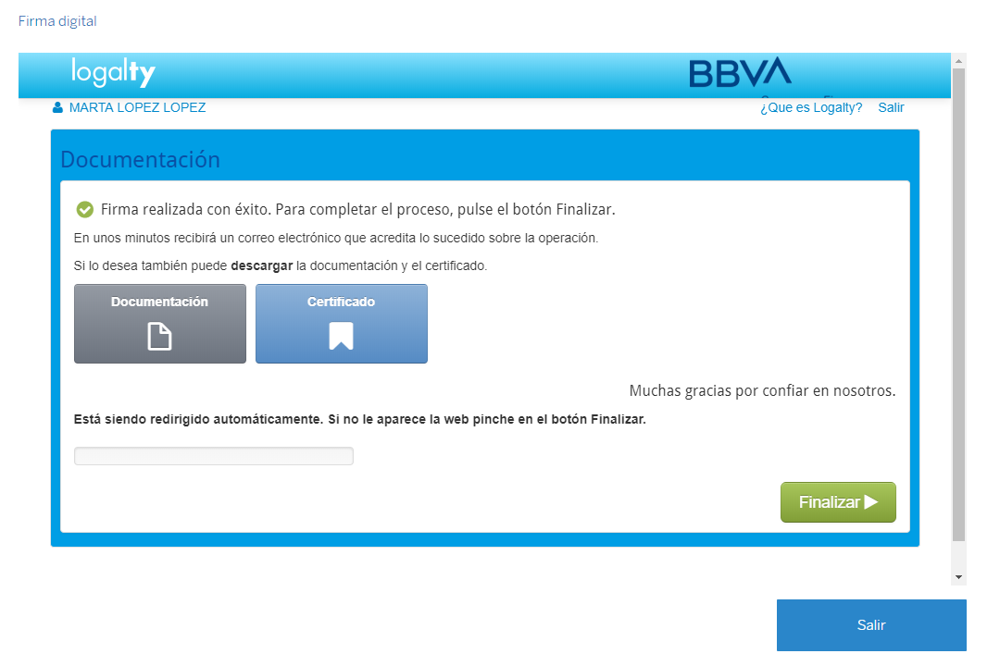 Firma digital
logalty
BBVA
MARTA LOPEZ LOPEZ
¿Que es Logalty? Salir
Documentación
Firma realizada con éxito. Para completar el proceso, pulse el botón Finalizar.
En unos minutos recibirá un correo electrónico que acredita lo sucedido sobre la operación.
Si lo desea también puede descargar la documentación y el certificado.
Documentación
Certificado
Muchas gracias por confiar en nosotros.
Está siendo redirigido automáticamente. Si no le aparece la web pinche en el botón Finalizar.
Finalizar
Salir